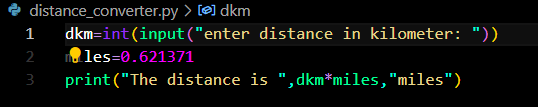 distance_converter.py > dkm
1 dkm=int(input("enter distance in kilometer: "))
2 miles=0.621371
3 print("The distance is ",dkm*miles,"miles")